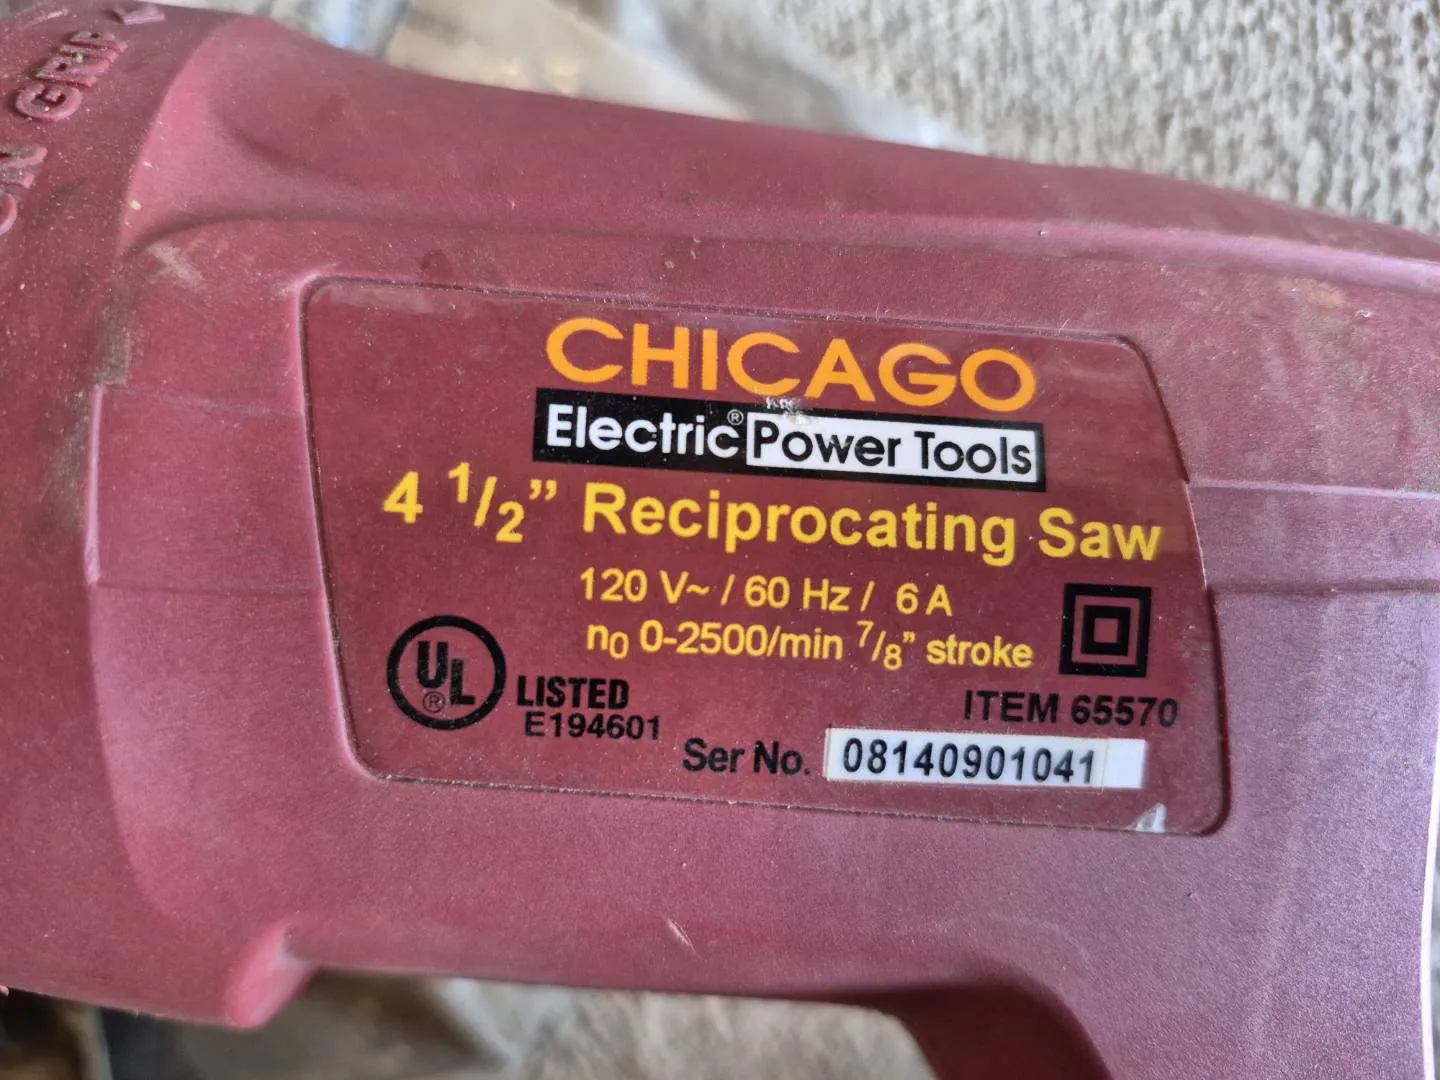 GRIP
CHICAGO
Electric® Power Tools
4 1/2” Reciprocating Saw
120 V~ / 60 Hz / 6 A
n₀ 0-2500/min 7/8” stroke
UL®
LISTED
E194601
ITEM 65570
Ser No. 08140901041